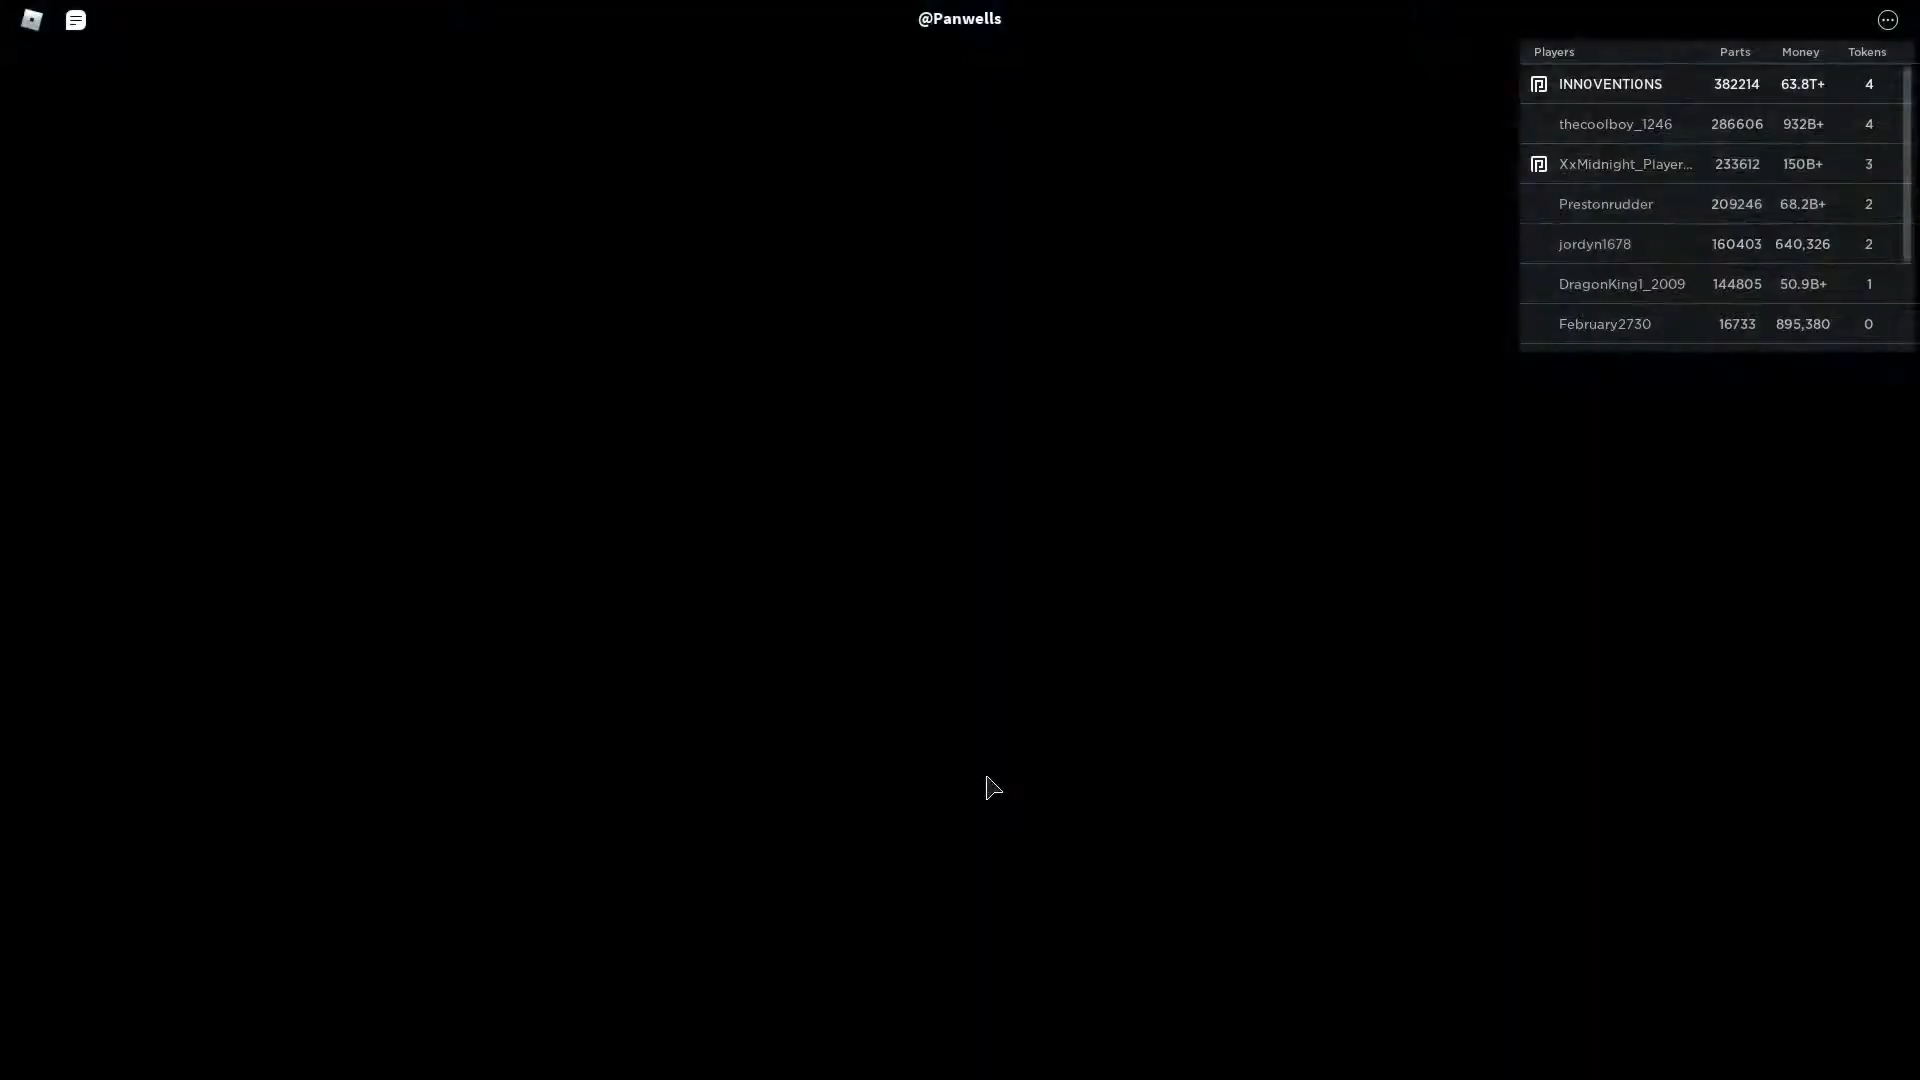 @Panwells
Players Parts Money Tokens
INN0VENTI0NS 382214 63.8T+ 4
thecoolboy_1246 286606 932B+ 4
XxMidnight_Player... 233612 150B+ 3
Prestonrudder 209246 68.2B+ 2
jordyn1678 160403 640,326 2
DragonKing1_2009 144805 50.9B+ 1
February2730 16733 895,380 0